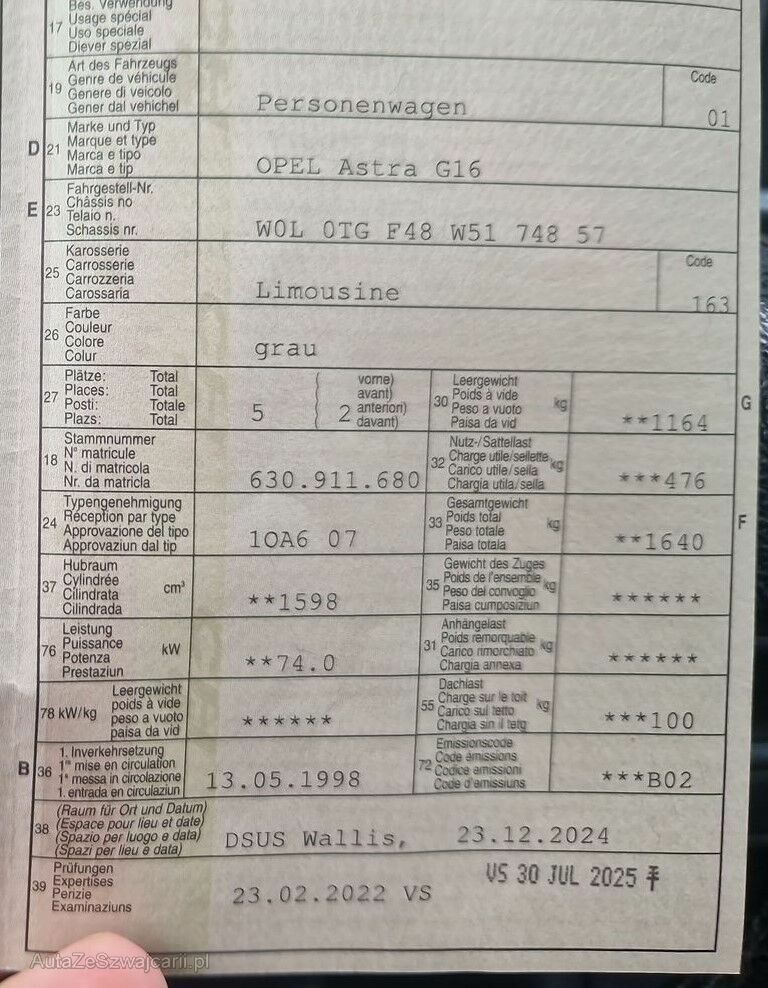 Bes. Verwendung
17 Usage spécial
Uso speciale
Diever spezial
Art des Fahrzeugs
19 Genre de véhicule
Genere di veicolo
Gener dal vehichel
Personenwagen
Code
01
D 21 Marke und Typ
Marque et type
Marca e tipo
Marca e tip
OPEL Astra G16
E 23 Fahrgestell-Nr.
Châssis no
Telaio n.
Schassis nr.
W0L 0TG F48 W51 748 57
25 Karosserie
Carrosserie
Carrozzeria
Carossaria
Limousine
Code
163
26 Farbe
Couleur
Colore
Colur
grau
27 Plätze: Total
Places: Total
Posti: Totale
Plazs: Total
5 ( 2 vorne)
avant)
anteriori)
davant)
30 Leergewicht
Poids à vide
Peso a vuoto
Paisa da vid
kg
**1164
G
18 Stammnummer
N° matricule
N. di matricola
Nr. da matricla
630.911.680
32 Nutz-/Sattellast
Charge utile/sellette
Carico utile/sella
Chargia utila/sella
kg
***476
24 Typengenehmigung
Réception par type
Approvazione del tipo
Approvaziun dal tip
1OA6 07
33 Gesamtgewicht
Poids total
Peso totale
Paisa totala
kg
**1640
F
37 Hubraum
Cylindrée
Cilindrata
Cilindrada
cm³
**1598
35 Gewicht des Zuges
Poids de l'ensemble
Peso del convoglio
Paisa cumposiziun
kg
******
76 Leistung
Puissance
Potenza
Prestaziun
kW
**74.0
31 Anhängelast
Poids remorquable
Carico rimorchiato
Chargia annexa
kg
******
78 kW/kg Leergewicht
poids à vide
peso a vuoto
paisa da vid
******
55 Dachlast
Charge sur le toit
Carico sul tetto
Chargia sin il tetg
kg
***100
B 36 1. Inverkehrsetzung
1re mise en circulation
1a messa in circolazione
1. entrada en circulaziun
13.05.1998
72 Emissionscode
Code émissions
Codice emissioni
Code d'emissiuns
***B02
38 (Raum für Ort und Datum)
(Espace pour lieu et date)
(Spazio per luogo e data)
(Spazi per lieu e data)
DSUS Wallis, 23.12.2024
39 Prüfungen
Expertises
Perizie
Examinaziuns
23.02.2022 VS
VS 30 JUL 2025
AutaZeSzwajcarii.pl